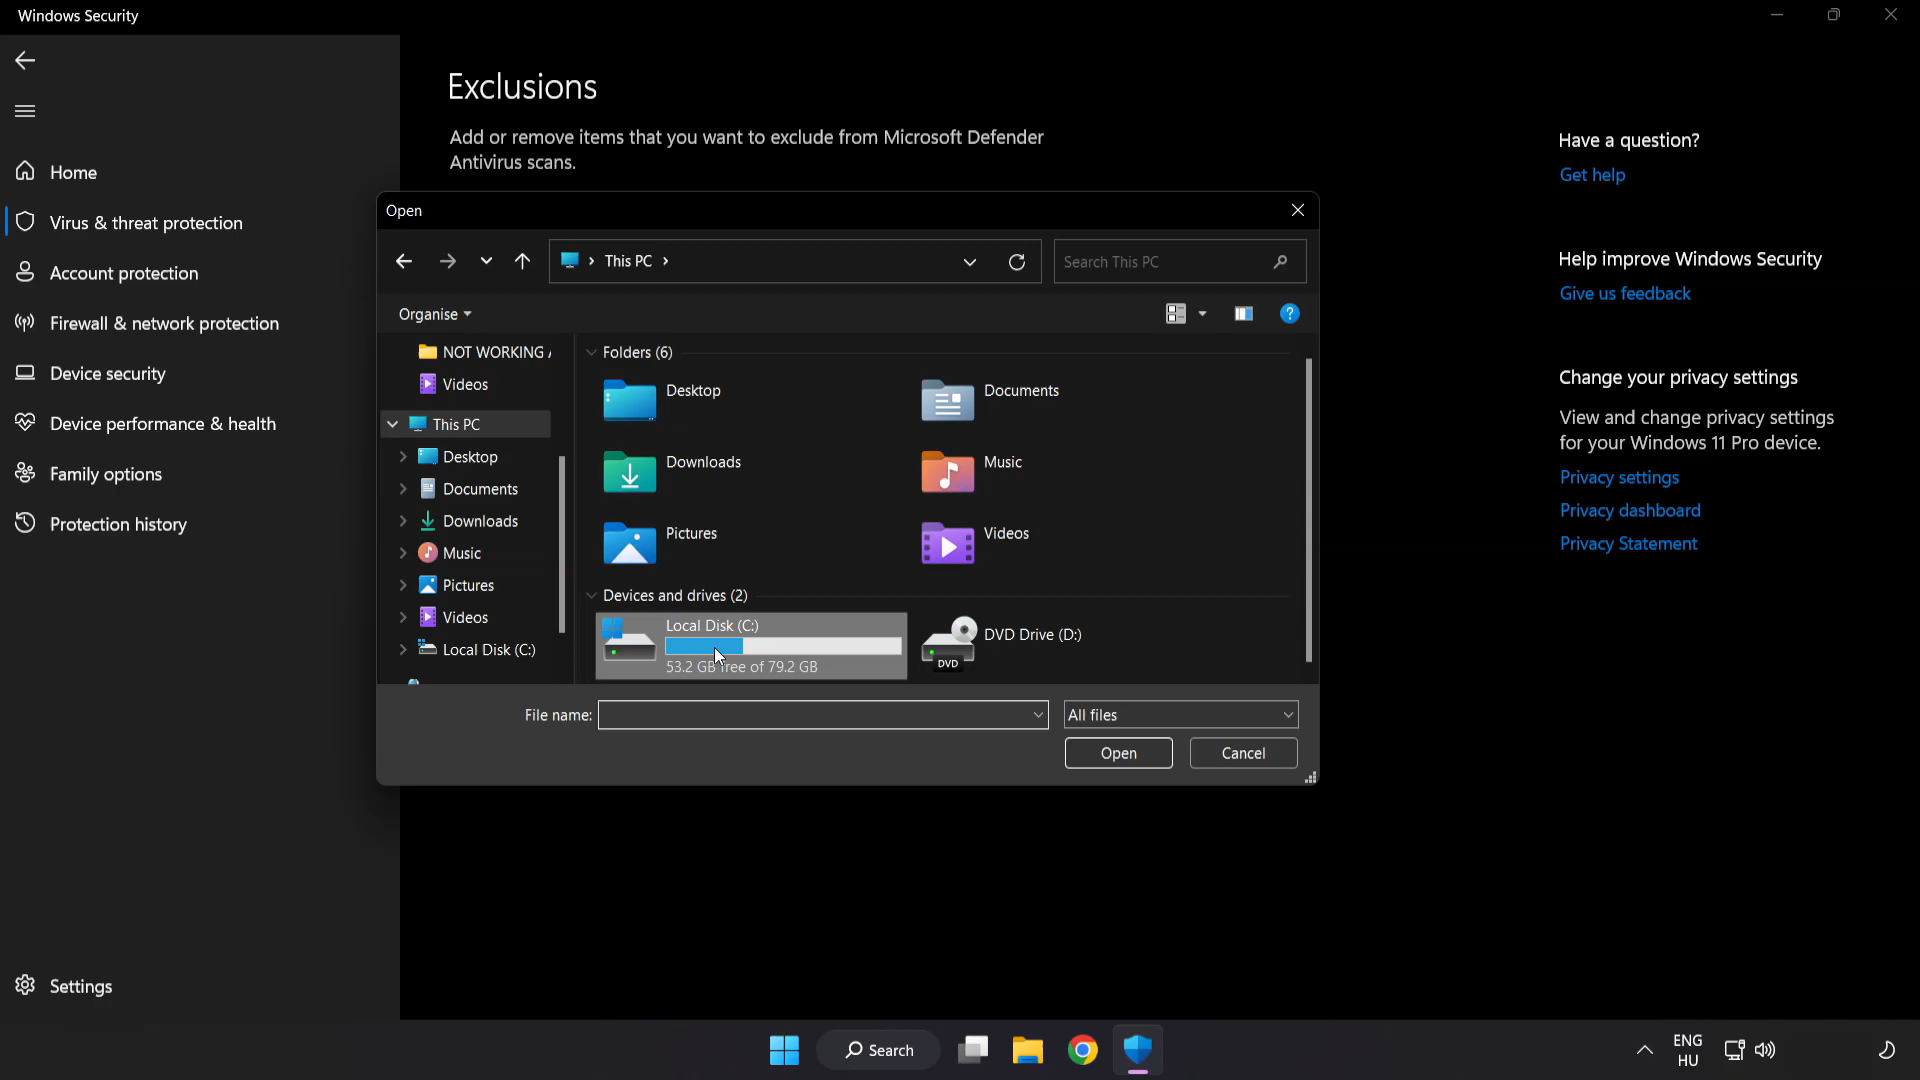 Windows Security
Home
Virus & threat protection
Account protection
Firewall & network protection
Device security
Device performance & health
Family options
Protection history
Settings
Exclusions
Add or remove items that you want to exclude from Microsoft Defender
Antivirus scans.
Open
This PC
Search This PC
Organise
NOT WORKING
Videos
This PC
Desktop
Documents
Downloads
Music
Pictures
Videos
Local Disk (C:)
Folders (6)
Desktop
Documents
Downloads
Music
Pictures
Videos
Devices and drives (2)
Local Disk (C:)
53.2 GB free of 79.2 GB
DVD Drive (D:)
DVD
File name:
All files
Open
Cancel
Have a question?
Get help
Help improve Windows Security
Give us feedback
Change your privacy settings
View and change privacy settings
for your Windows 11 Pro device.
Privacy settings
Privacy dashboard
Privacy Statement
Search
ENG
HU